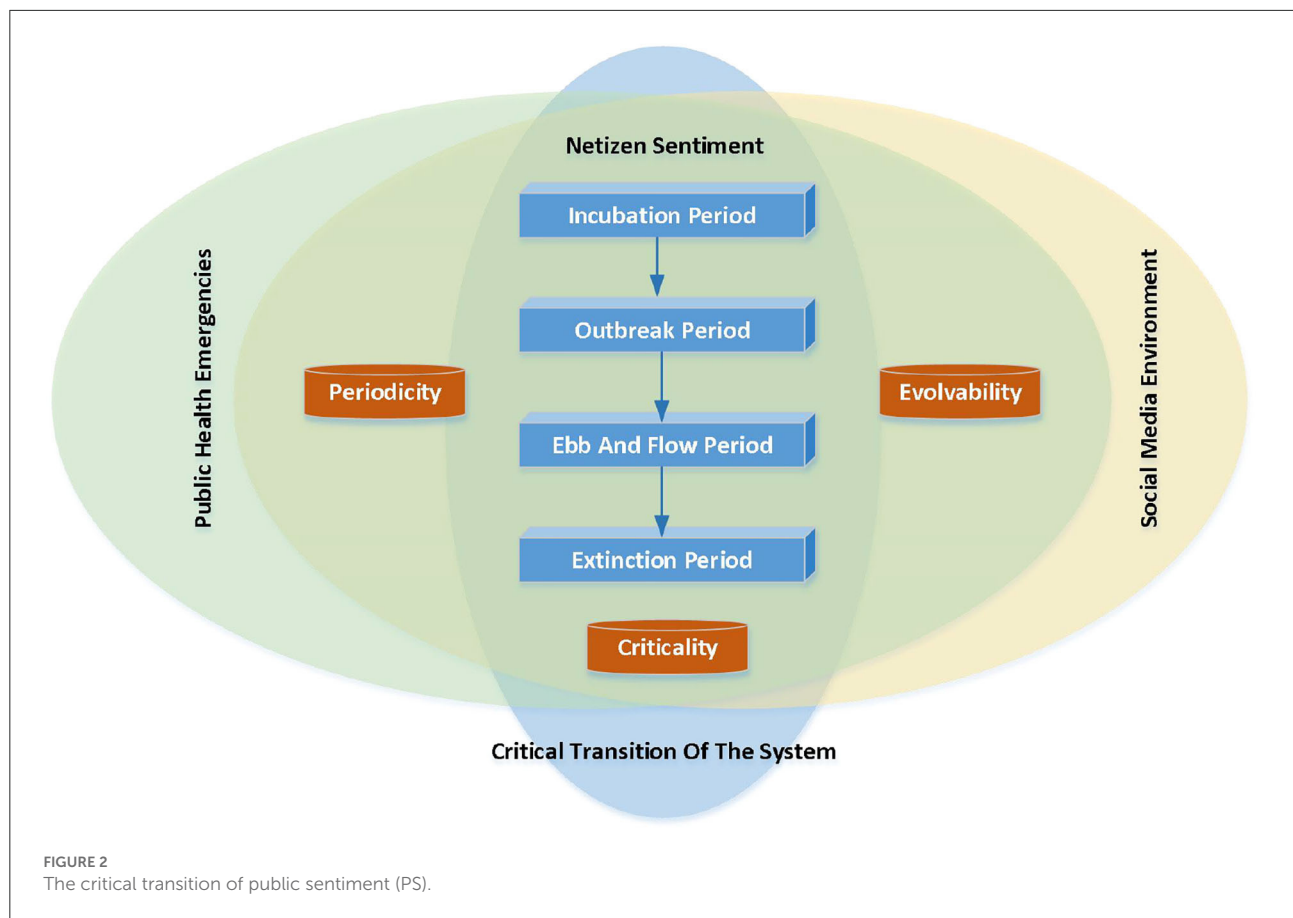 Netizen Sentiment
Incubation Period
Outbreak Period
Public Health Emergencies
Periodicity
Evolvability
Social Media Environment
Ebb And Flow Period
Extinction Period
Criticality
Critical Transition Of The System
FIGURE 2
The critical transition of public sentiment (PS).